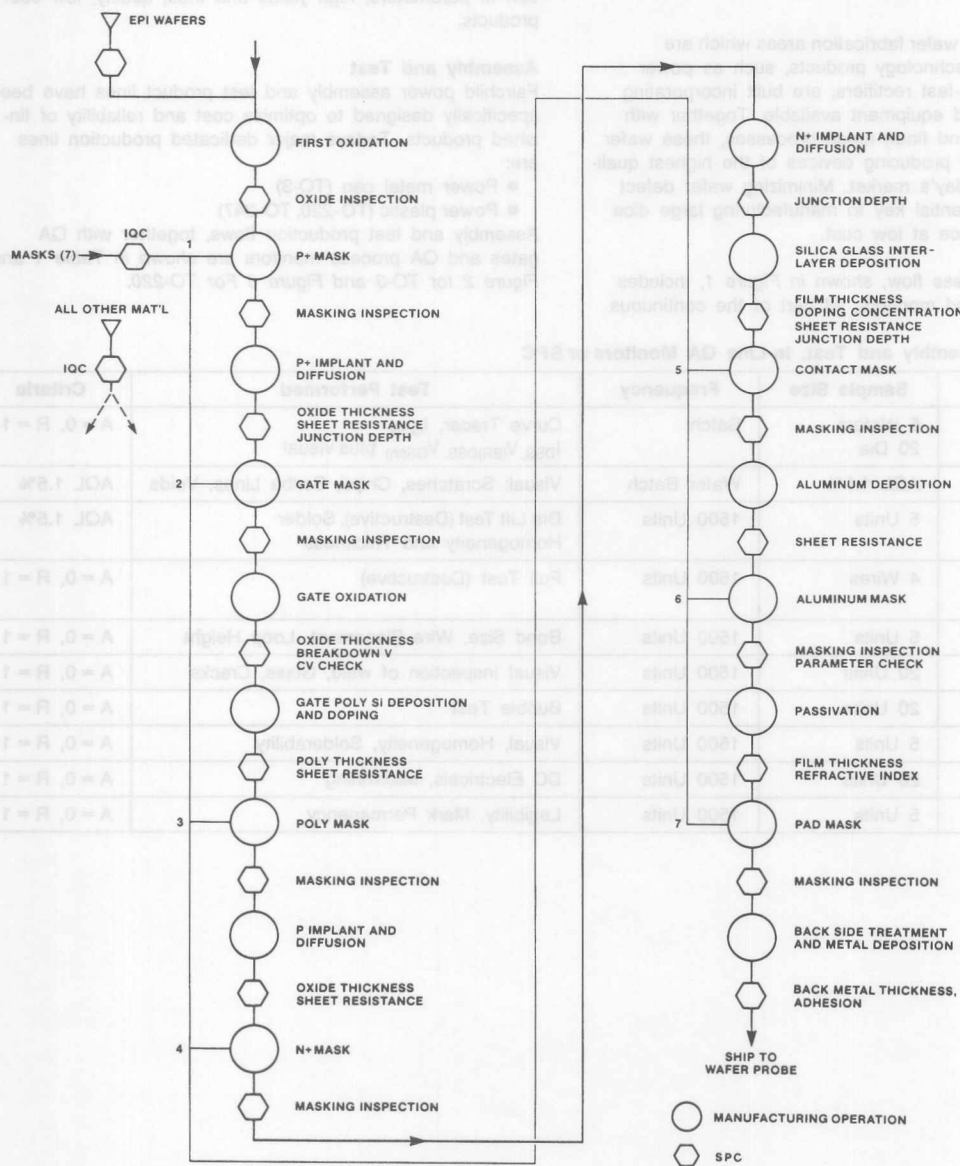 EPI WAFERS
IQC
MASKS (7)
ALL OTHER MAT'L
IQC
FIRST OXIDATION
OXIDE INSPECTION
1
P+ MASK
MASKING INSPECTION
P+ IMPLANT AND
DIFFUSION
OXIDE THICKNESS
SHEET RESISTANCE
JUNCTION DEPTH
2
GATE MASK
MASKING INSPECTION
GATE OXIDATION
OXIDE THICKNESS
BREAKDOWN V
CV CHECK
GATE POLY Si DEPOSITION
AND DOPING
POLY THICKNESS
SHEET RESISTANCE
3
POLY MASK
MASKING INSPECTION
P IMPLANT AND
DIFFUSION
OXIDE THICKNESS
SHEET RESISTANCE
4
N+ MASK
MASKING INSPECTION
N+ IMPLANT AND
DIFFUSION
JUNCTION DEPTH
SILICA GLASS INTER-
LAYER DEPOSITION
FILM THICKNESS
DOPING CONCENTRATION
SHEET RESISTANCE
JUNCTION DEPTH
5
CONTACT MASK
MASKING INSPECTION
ALUMINUM DEPOSITION
SHEET RESISTANCE
6
ALUMINUM MASK
MASKING INSPECTION
PARAMETER CHECK
PASSIVATION
FILM THICKNESS
REFRACTIVE INDEX
7
PAD MASK
MASKING INSPECTION
BACK SIDE TREATMENT
AND METAL DEPOSITION
BACK METAL THICKNESS,
ADHESION
SHIP TO
WAFER PROBE
MANUFACTURING OPERATION
SPC